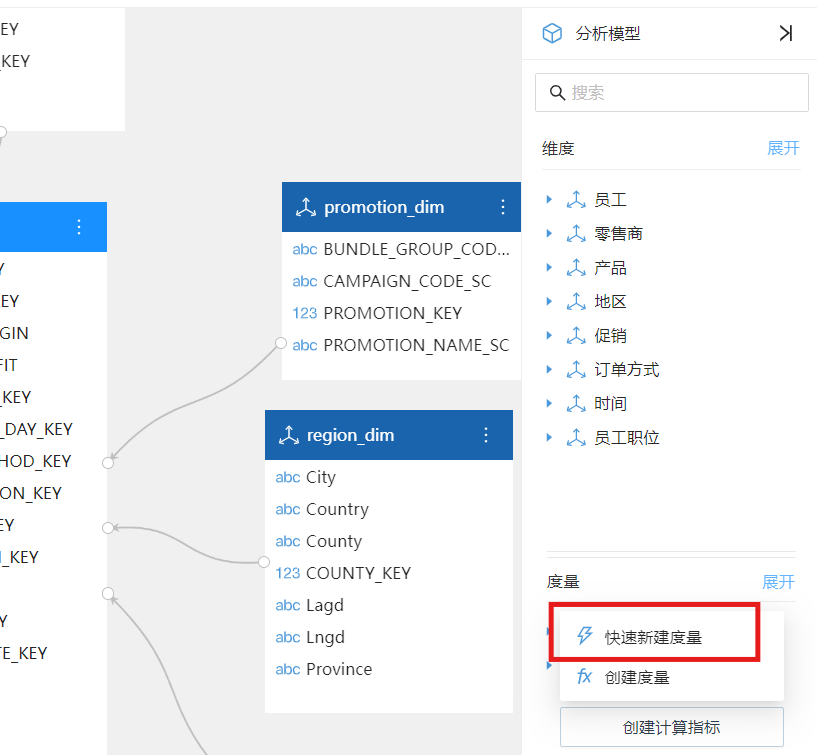 EY
_KEY
Y
EY
GIN
FIT
_KEY
_DAY_KEY
HOD_KEY
ON_KEY
EY
_KEY
Y
TE_KEY
promotion_dim
abc BUNDLE_GROUP_COD...
abc CAMPAIGN_CODE_SC
123 PROMOTION_KEY
abc PROMOTION_NAME_SC
region_dim
abc City
abc Country
abc County
123 COUNTY_KEY
abc Lagd
abc Lngd
abc Province
分析模型
搜索
维度 展开
员工
零售商
产品
地区
促销
订单方式
时间
员工职位
度量 展开
快速新建度量
fx 创建度量
创建计算指标